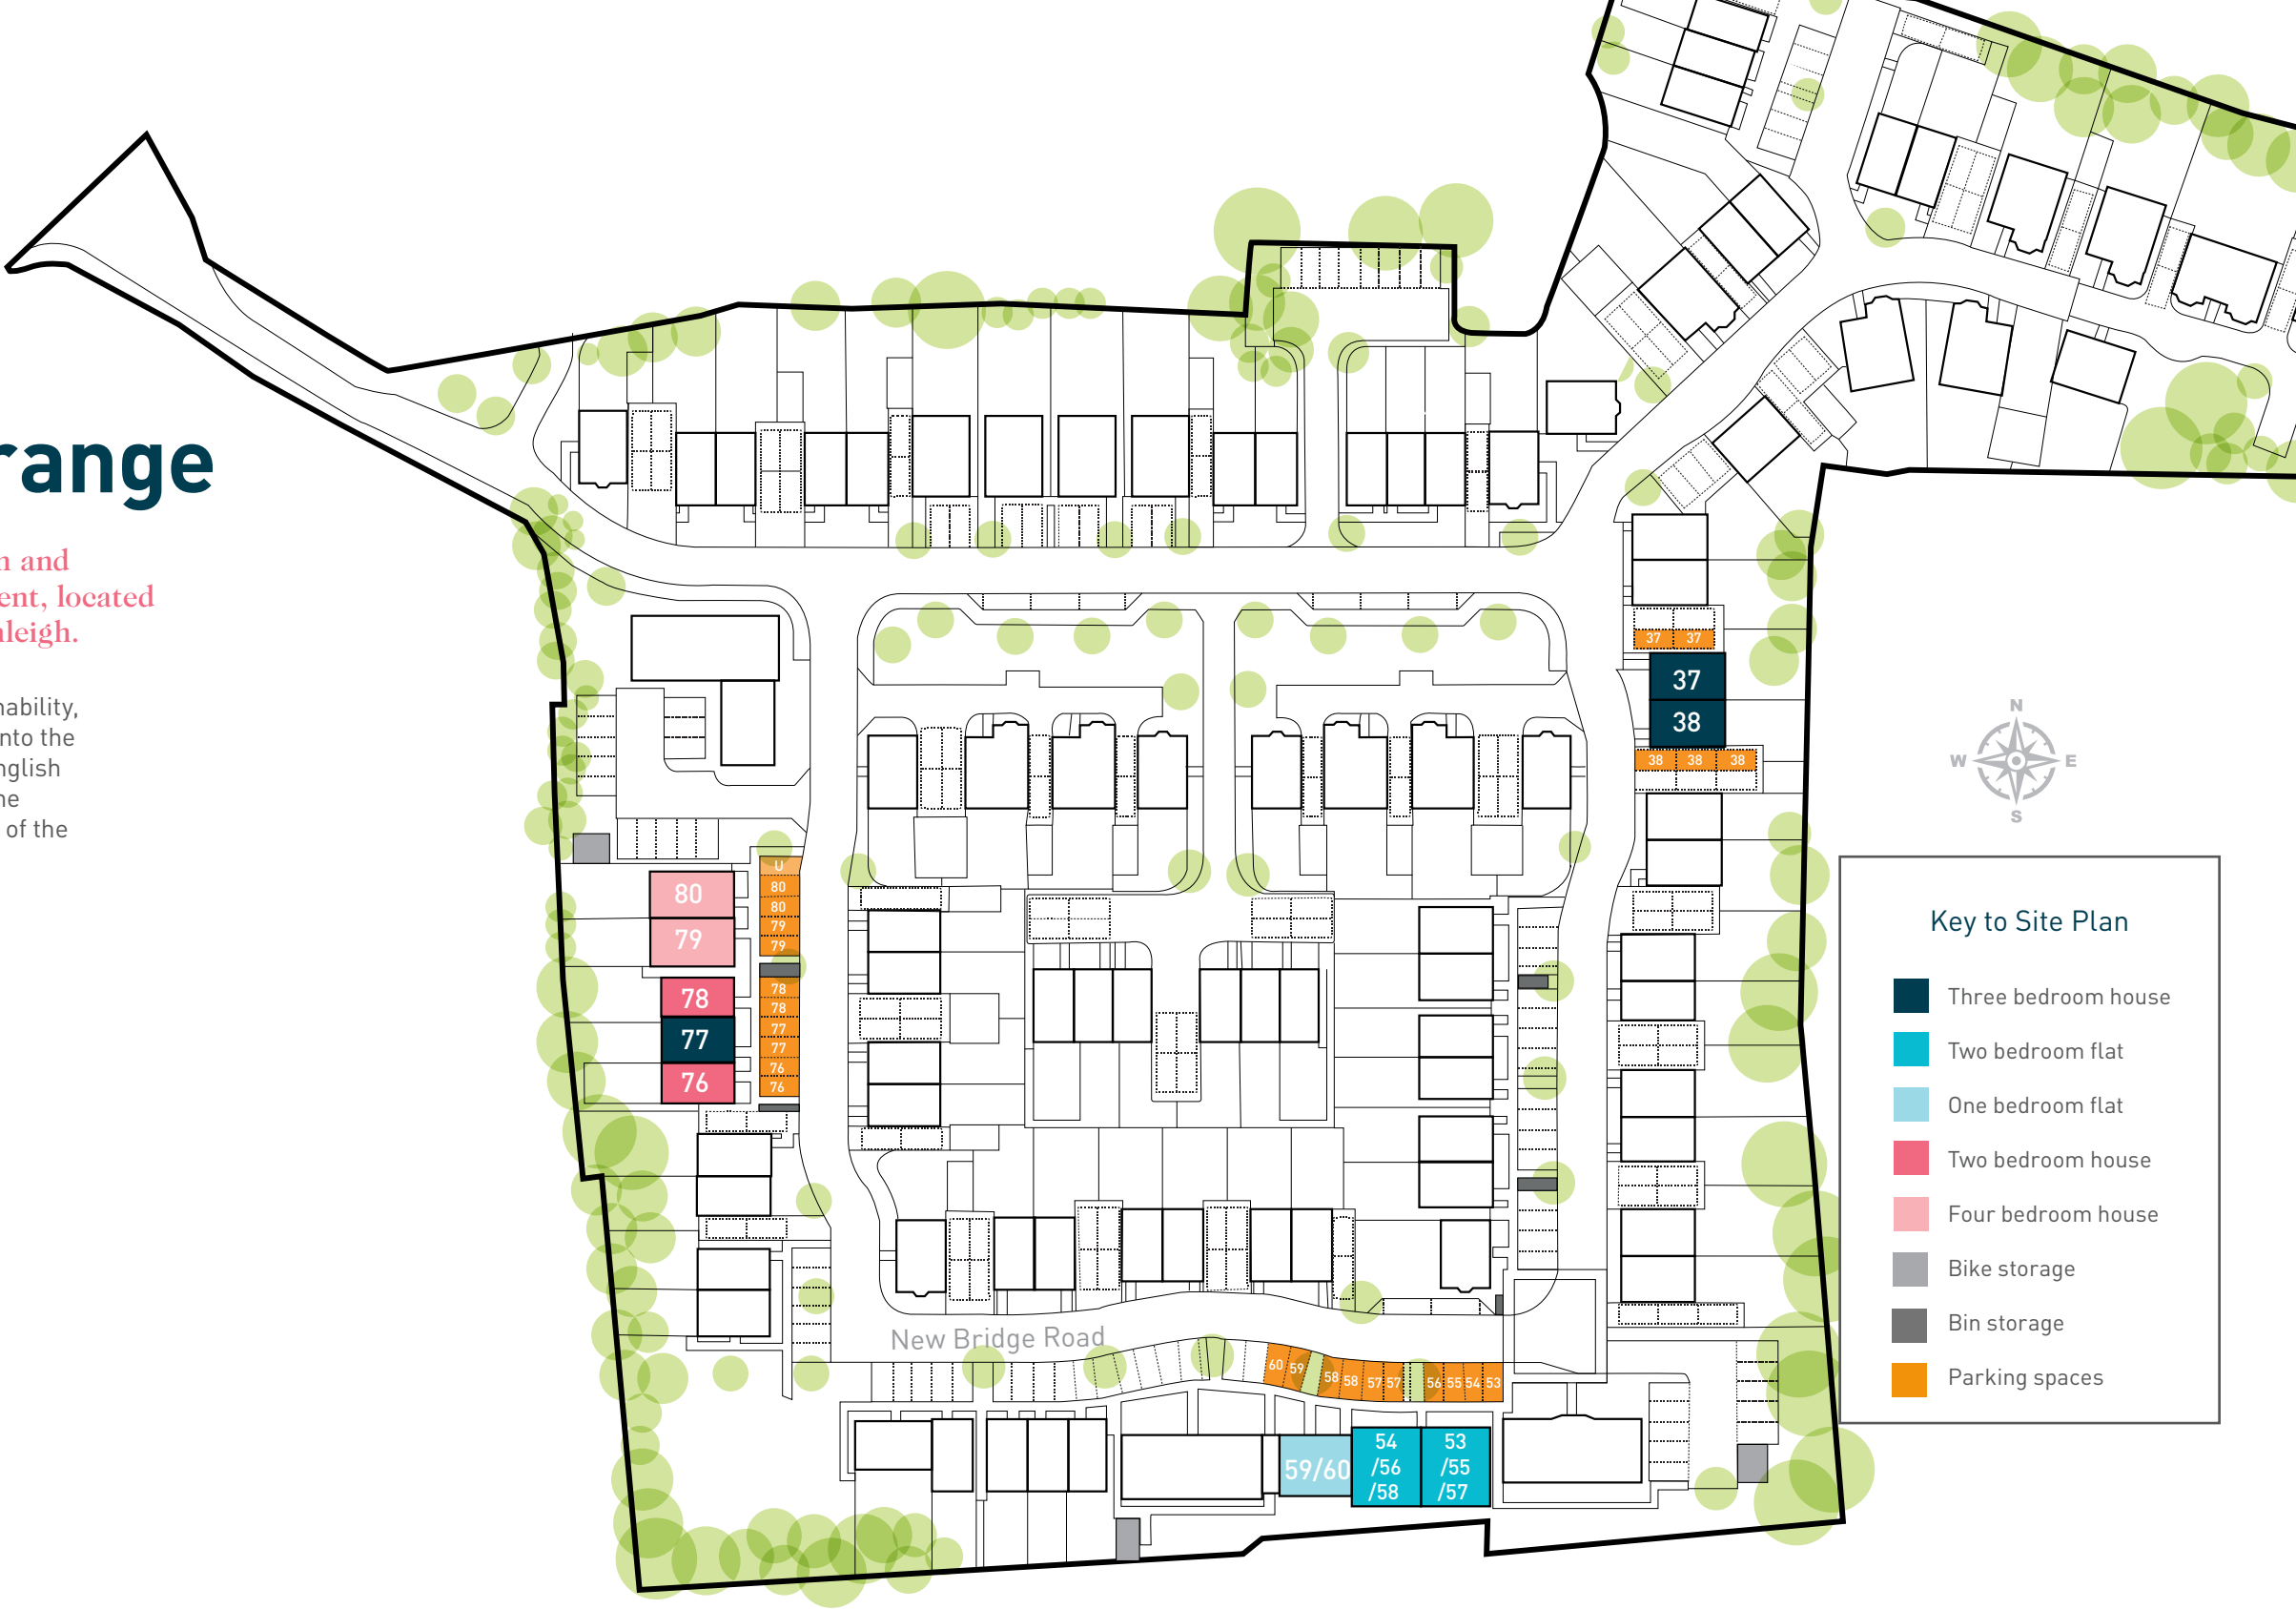 range
n and
ent, located
leigh.
nability,
nto the
nglish
ne
of the
37 37
37
38
38 38 38
N
W E
S
U
80
80
79
79
80
79
78
78
77
77
76
76
78
77
76
Key to Site Plan
Three bedroom house
Two bedroom flat
One bedroom flat
Two bedroom house
Four bedroom house
Bike storage
Bin storage
Parking spaces
New Bridge Road
60 59 58 58 57 57 56 55 54 53
59/60
54
/56
/58
53
/55
/57